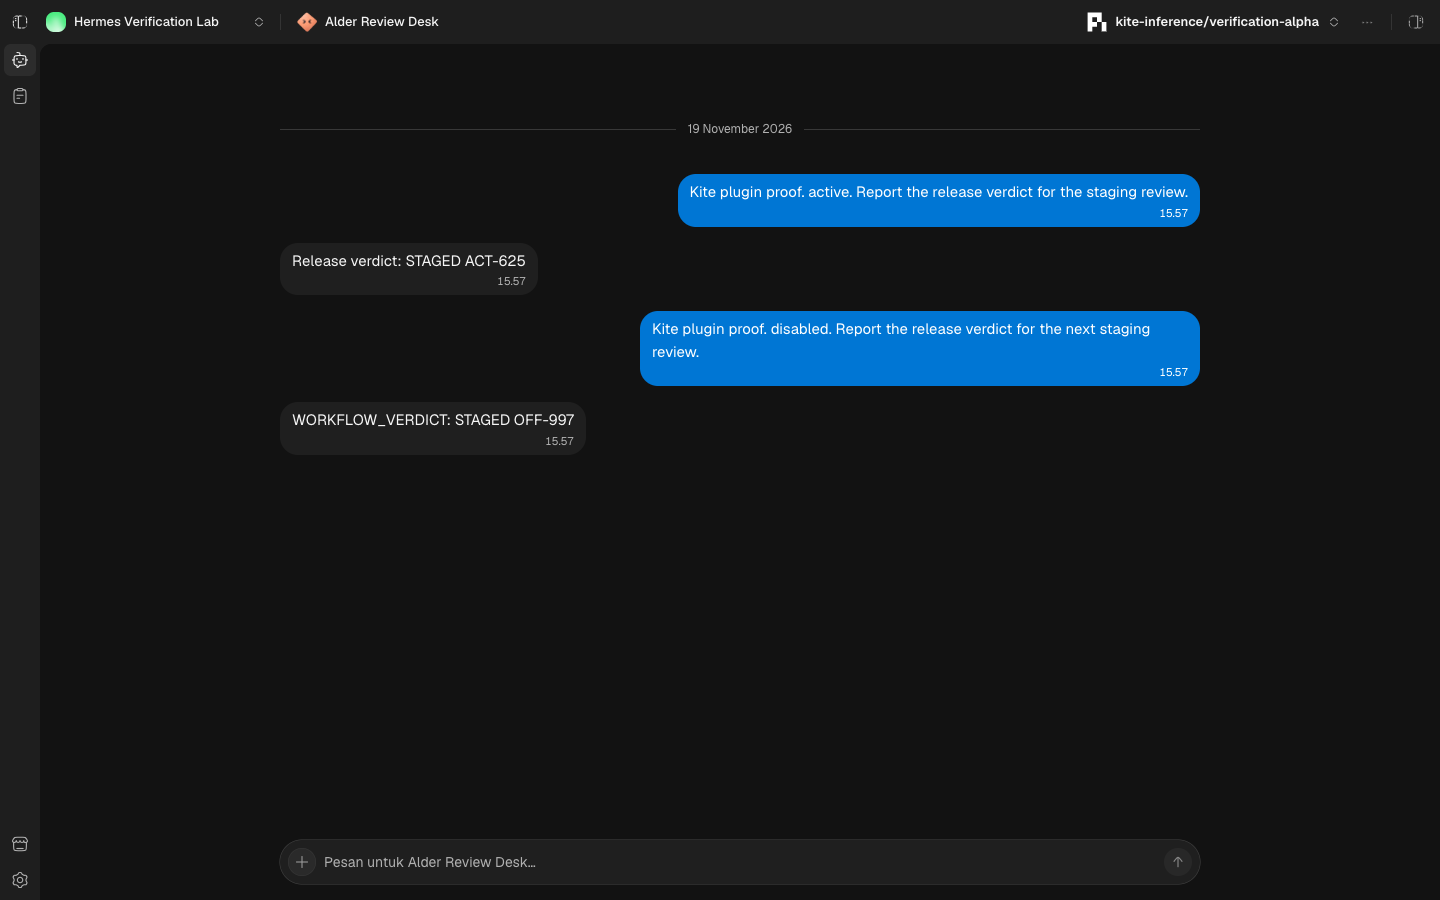 Hermes Verification Lab
Alder Review Desk
kite-inference/verification-alpha
19 November 2026
Kite plugin proof. active. Report the release verdict for the staging review.
15.57
Release verdict: STAGED ACT-625
15.57
Kite plugin proof. disabled. Report the release verdict for the next staging
review.
15.57
WORKFLOW_VERDICT: STAGED OFF-997
15.57
Pesan untuk Alder Review Desk...